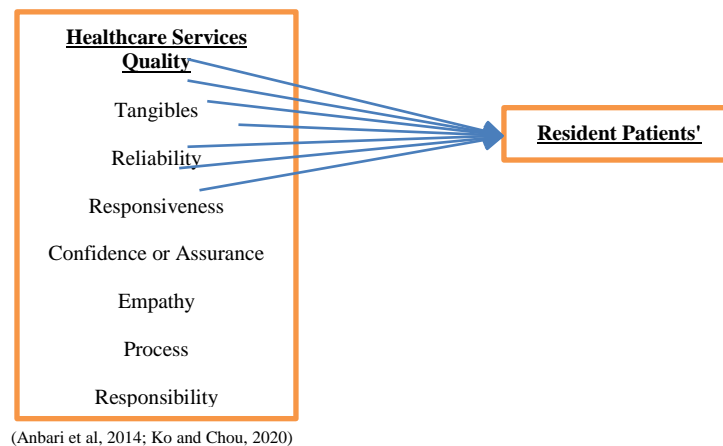 Healthcare Services
Quality
Tangibles
Reliability
Responsiveness
Confidence or Assurance
Empathy
Process
Responsibility
Resident Patients'
(Anbari et al, 2014; Ko and Chou, 2020)